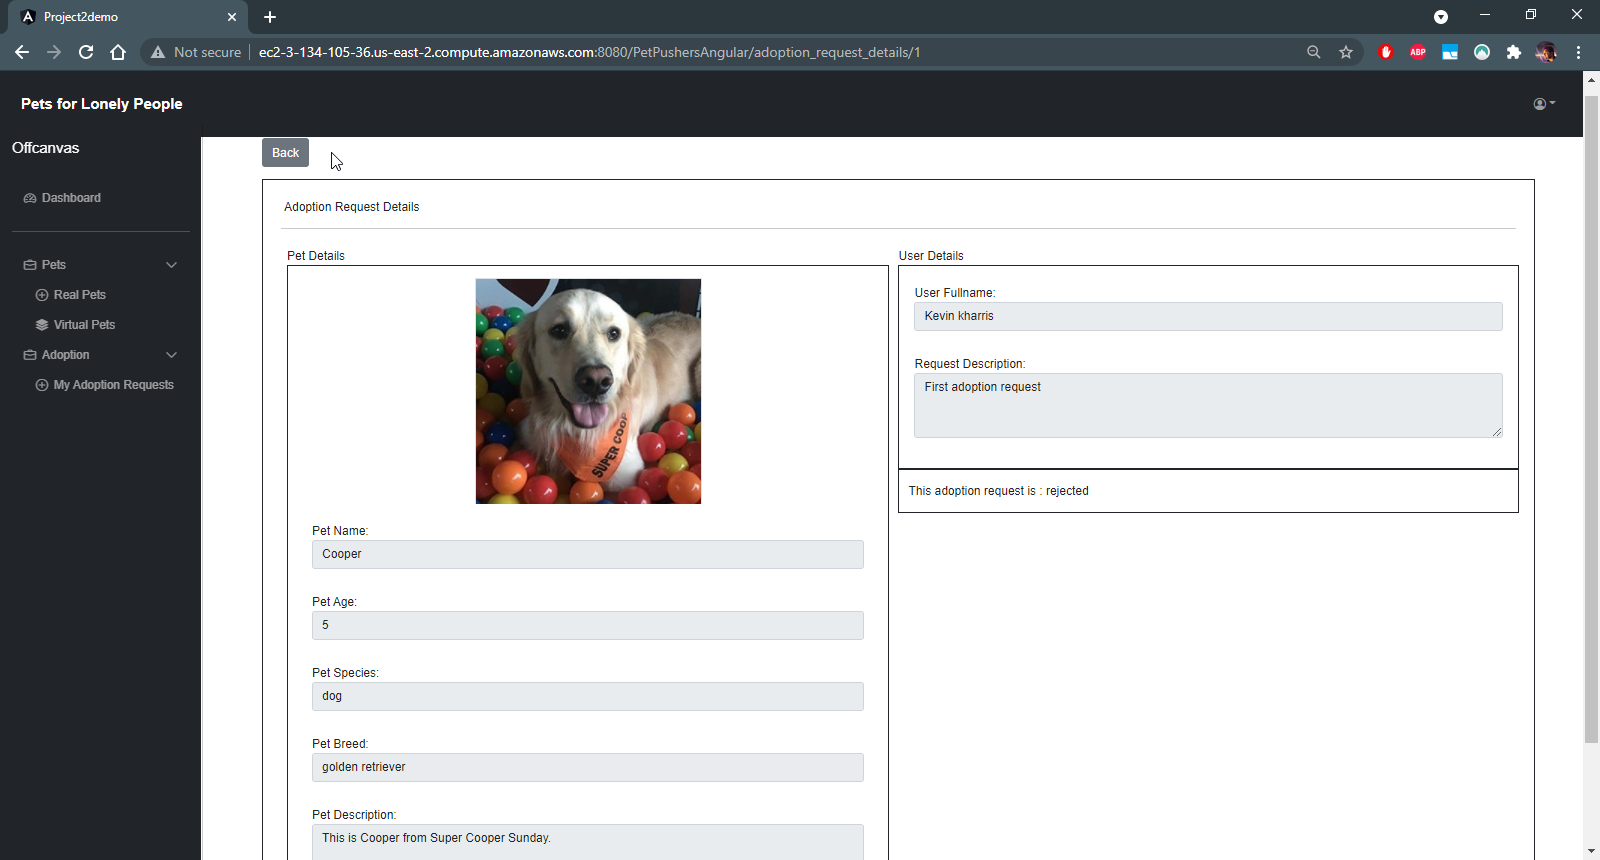 Project2demo
Not secure
ec2-3-134-105-36.us-east-2.compute.amazonaws.com:8080/PetPushersAngular/adoption_request_details/1
ABP
Pets for Lonely People
Offcanvas
Dashboard
Pets
Real Pets
Virtual Pets
Adoption
My Adoption Requests
Back
Adoption Request Details
Pet Details
SUPER COOP
Pet Name:
Cooper
Pet Age:
5
Pet Species:
dog
Pet Breed:
golden retriever
Pet Description:
This is Cooper from Super Cooper Sunday.
User Details
User Fullname:
Kevin kharris
Request Description:
First adoption request
This adoption request is : rejected